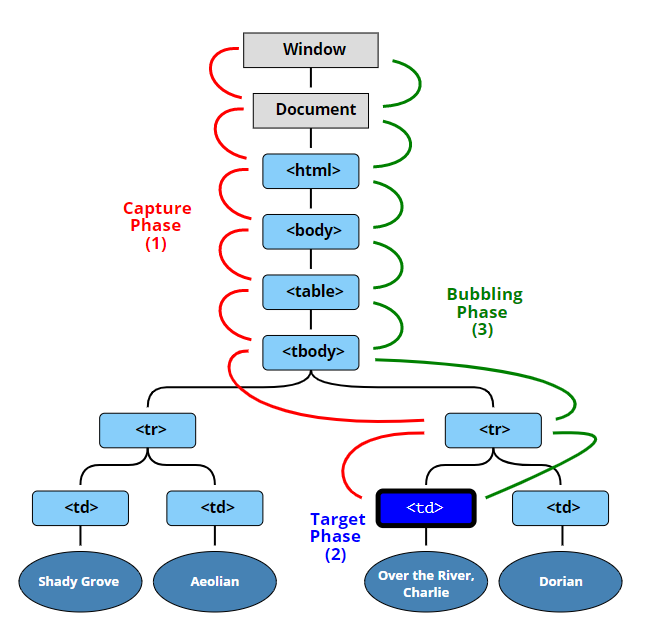 Window
Document
<html>
<body>
<table>
<tbody>
Capture
Phase
(1)
Bubbling
Phase
(3)
<tr>
<tr>
<td>
<td>
<td>
<td>
Target
Phase
(2)
Shady Grove
Aeolian
Over the River,
Charlie
Dorian